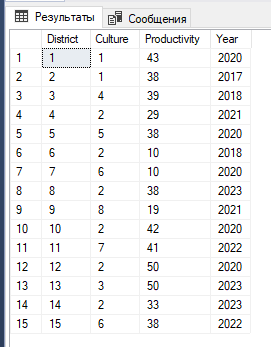 Результаты Сообщения
District Culture Productivity Year
1 1 1 43 2020
2 2 1 38 2017
3 3 4 39 2018
4 4 2 29 2021
5 5 5 38 2020
6 6 2 10 2018
7 7 6 10 2020
8 8 2 38 2023
9 9 8 19 2021
10 10 2 42 2020
11 11 7 41 2022
12 12 2 50 2020
13 13 3 50 2023
14 14 2 33 2023
15 15 6 38 2022